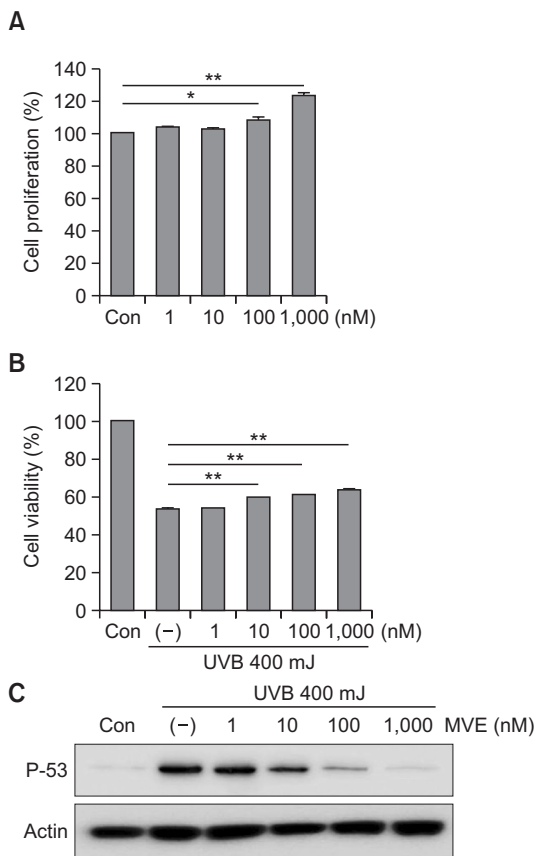 A
Cell proliferation (%)
140
120
100
80
60
40
20
0
**
*
Con 1 10 100 1,000 (nM)
B
Cell viability (%)
120
100
80
60
40
20
0
**
**
**
Con (−) 1 10 100 1,000 (nM)
UVB 400 mJ
C
UVB 400 mJ
Con (−) 1 10 100 1,000 MVE (nM)
P-53
Actin